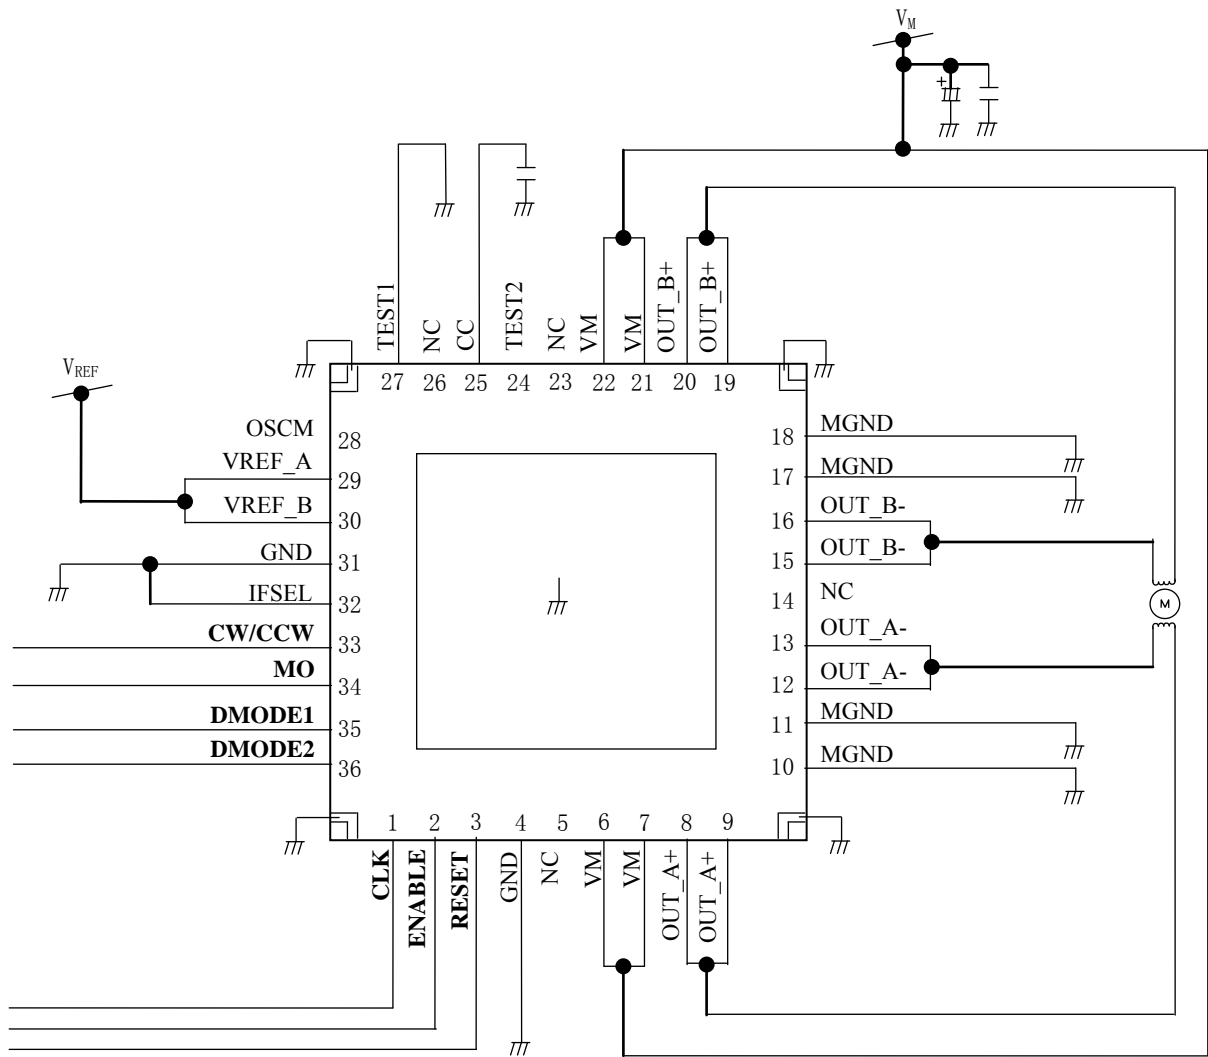 V_M
+
TEST1
NC
CC
TEST2
NC
VM
VM
OUT_B+
OUT_B+
27 26 25 24 23 22 21 20 19
V_REF
OSCM 28
VREF_A 29
VREF_B 30
GND 31
IFSEL 32
CW/CCW 33
MO 34
DMODE1 35
DMODE2 36
18 MGND
17 MGND
16 OUT_B-
15 OUT_B-
14 NC
13 OUT_A-
12 OUT_A-
11 MGND
10 MGND
M
1 2 3 4 5 6 7 8 9
CLK
ENABLE
RESET
GND
NC
VM
VM
OUT_A+
OUT_A+